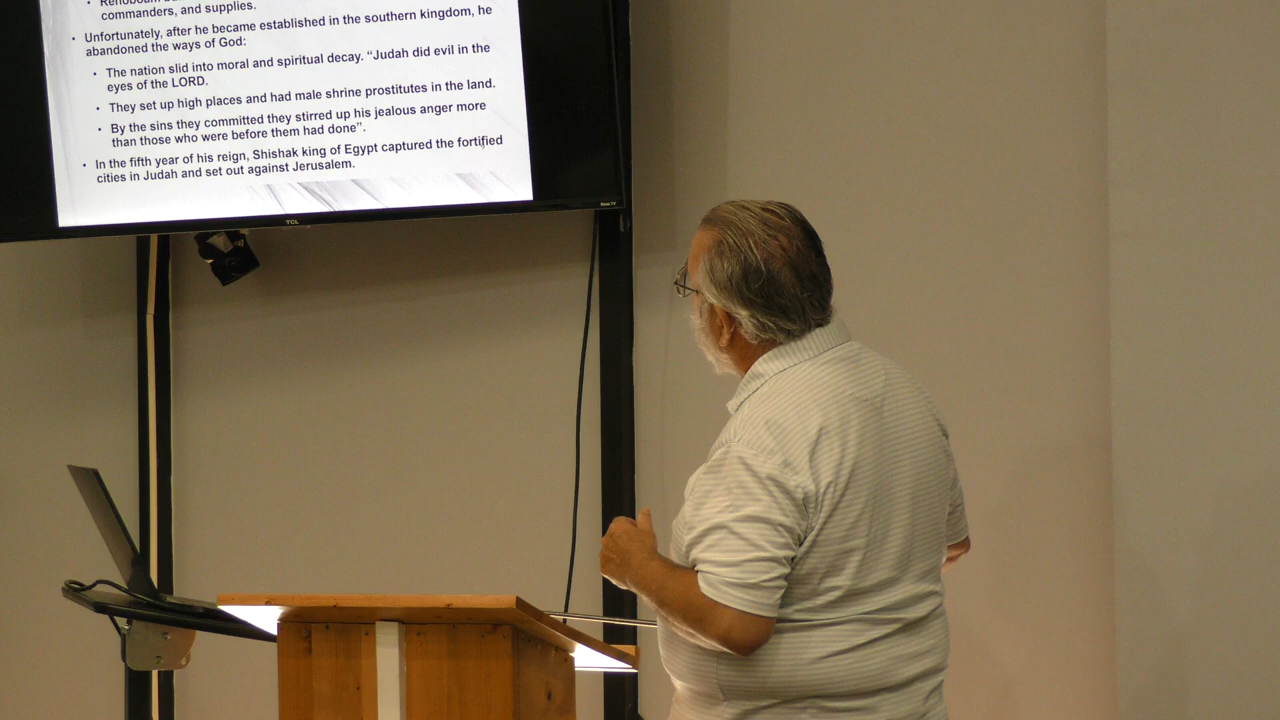 commanders, and supplies.
Unfortunately, after he became established in the southern kingdom, he
abandoned the ways of God:
The nation slid into moral and spiritual decay. “Judah did evil in the
eyes of the LORD.
They set up high places and had male shrine prostitutes in the land.
By the sins they committed they stirred up his jealous anger more
than those who were before them had done”.
In the fifth year of his reign, Shishak king of Egypt captured the fortified
cities in Judah and set out against Jerusalem.
TCL
Roku TV